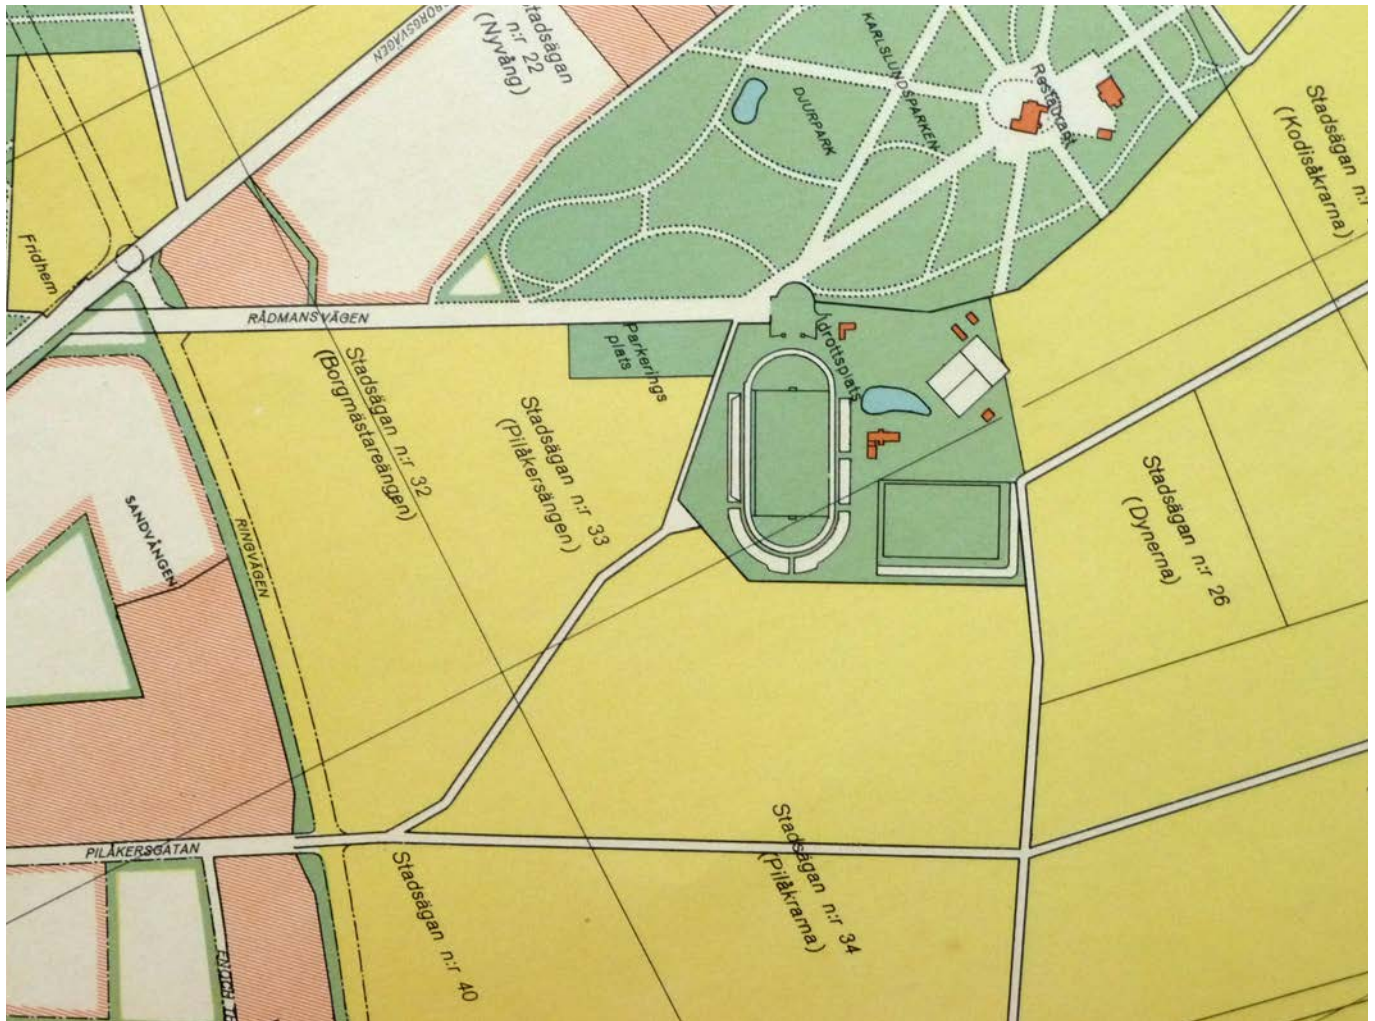 Stadsägan
n:r 22
(Nyvång)
KARLSLUNDSPARKEN
DJURPARK
Restaurant
Stadsägan n:r
(Kodisåkrarna)
Fridhem
RÅDMANSVÄGEN
Parkerings
plats
Idrottsplats
Stadsägan n:r 32
(Borgmästareängen)
Stadsägan n:r 33
(Pilåkersängen)
Stadsägan n:r 26
(Dynerna)
SANDVÅNGEN
RINGVÄGEN
PILÅKERSGATAN
Stadsägan n:r 34
(Pilåkrarna)
Stadsägan n:r 40
ENOCH